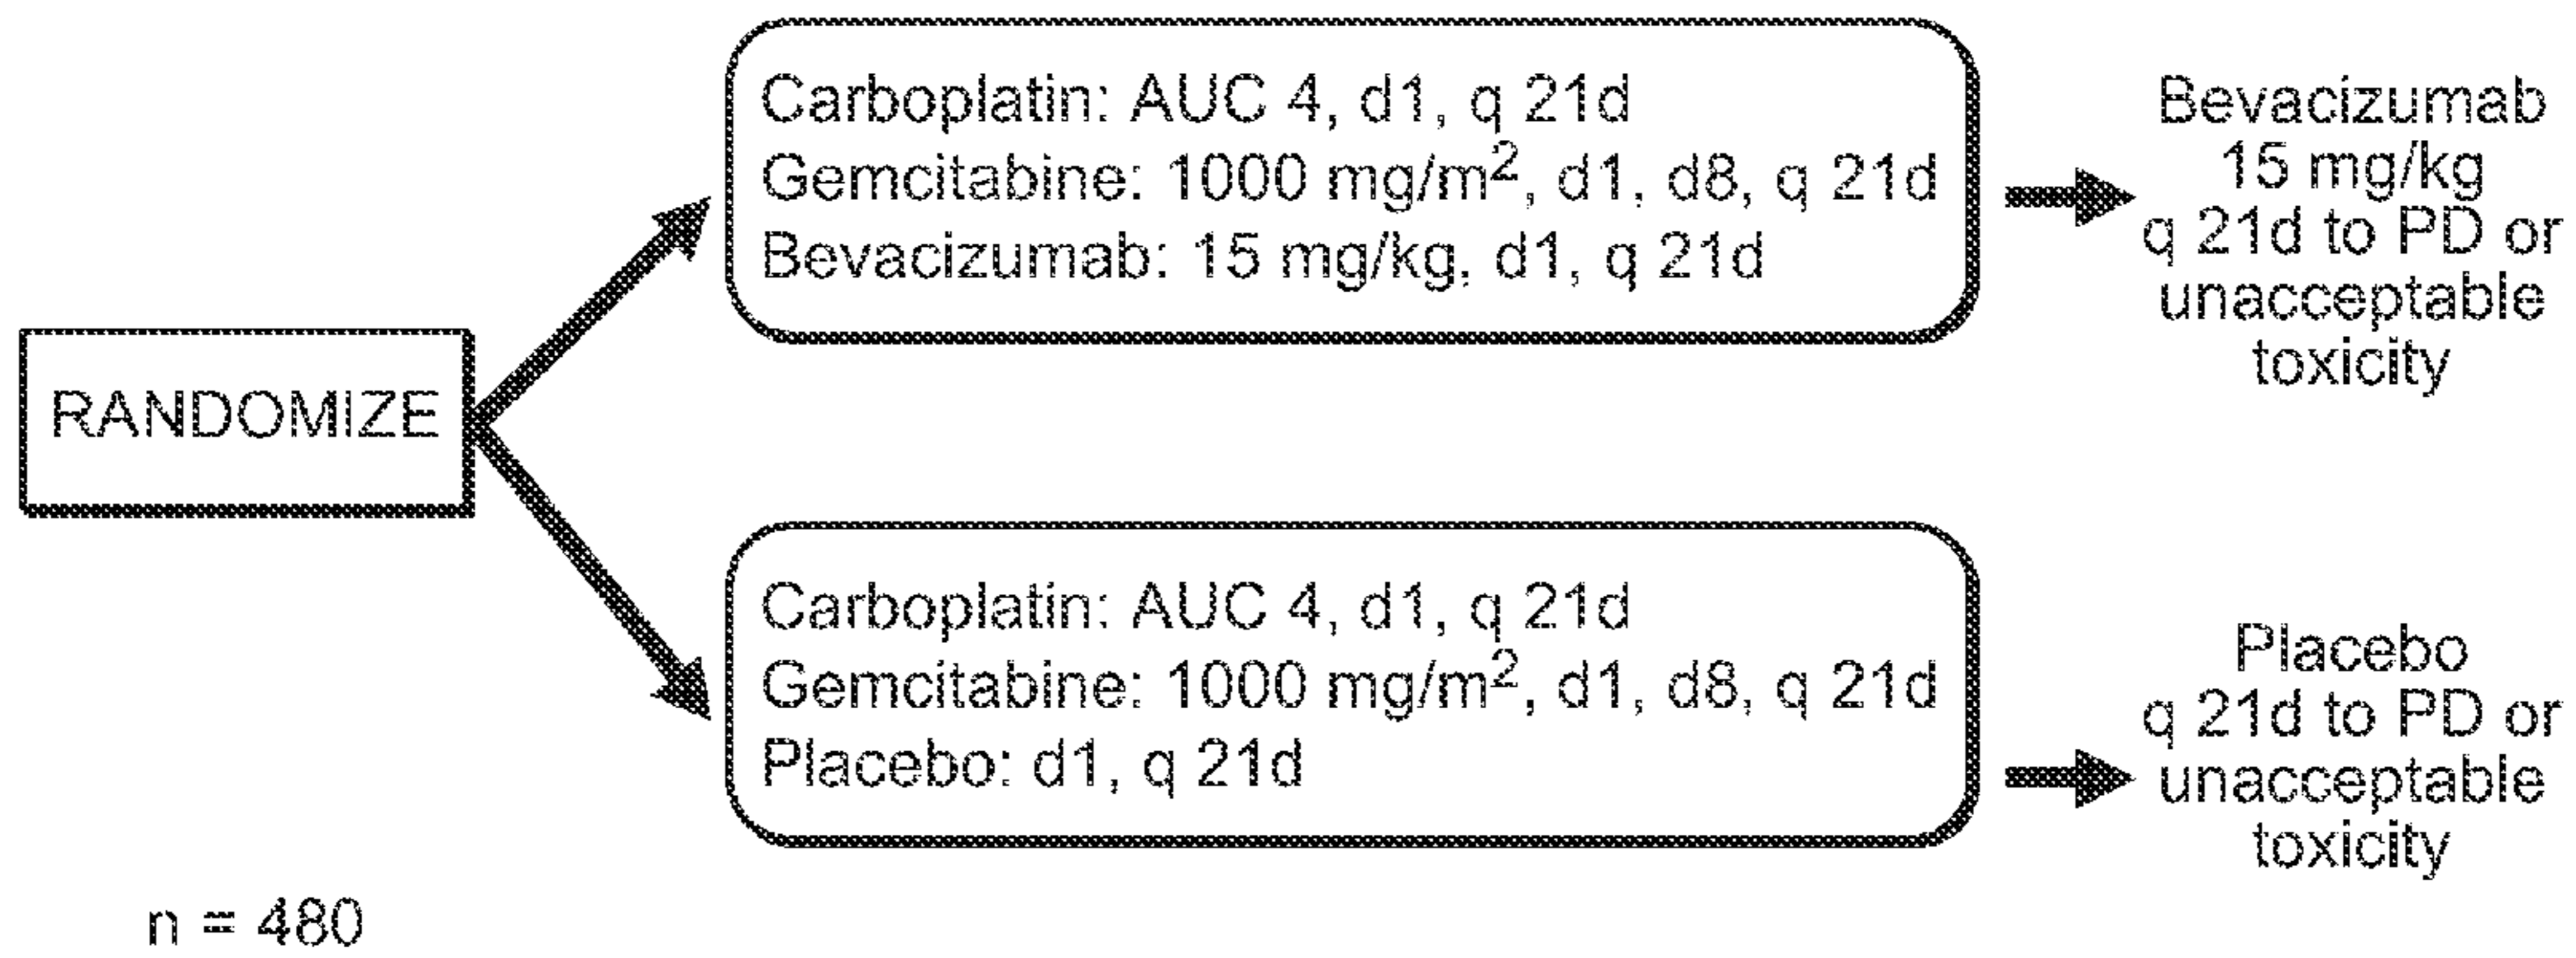 RANDOMIZE
n = 480
Carboplatin: AUC 4, d1, q 21d
Gemcitabine: 1000 mg/m², d1, d8, q 21d
Bevacizumab: 15 mg/kg, d1, q 21d
Bevacizumab
15 mg/kg
q 21d to PD or
unacceptable
toxicity
Carboplatin: AUC 4, d1, q 21d
Gemcitabine: 1000 mg/m², d1, d8, q 21d
Placebo: d1, q 21d
Placebo
q 21d to PD or
unacceptable
toxicity